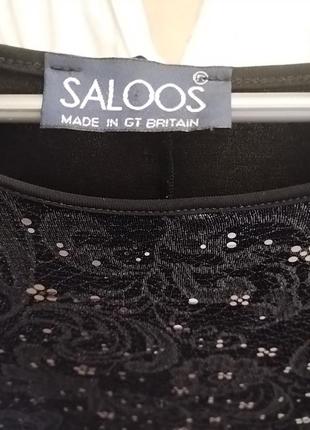 SALOOS ®
MADE IN GT BRITAIN